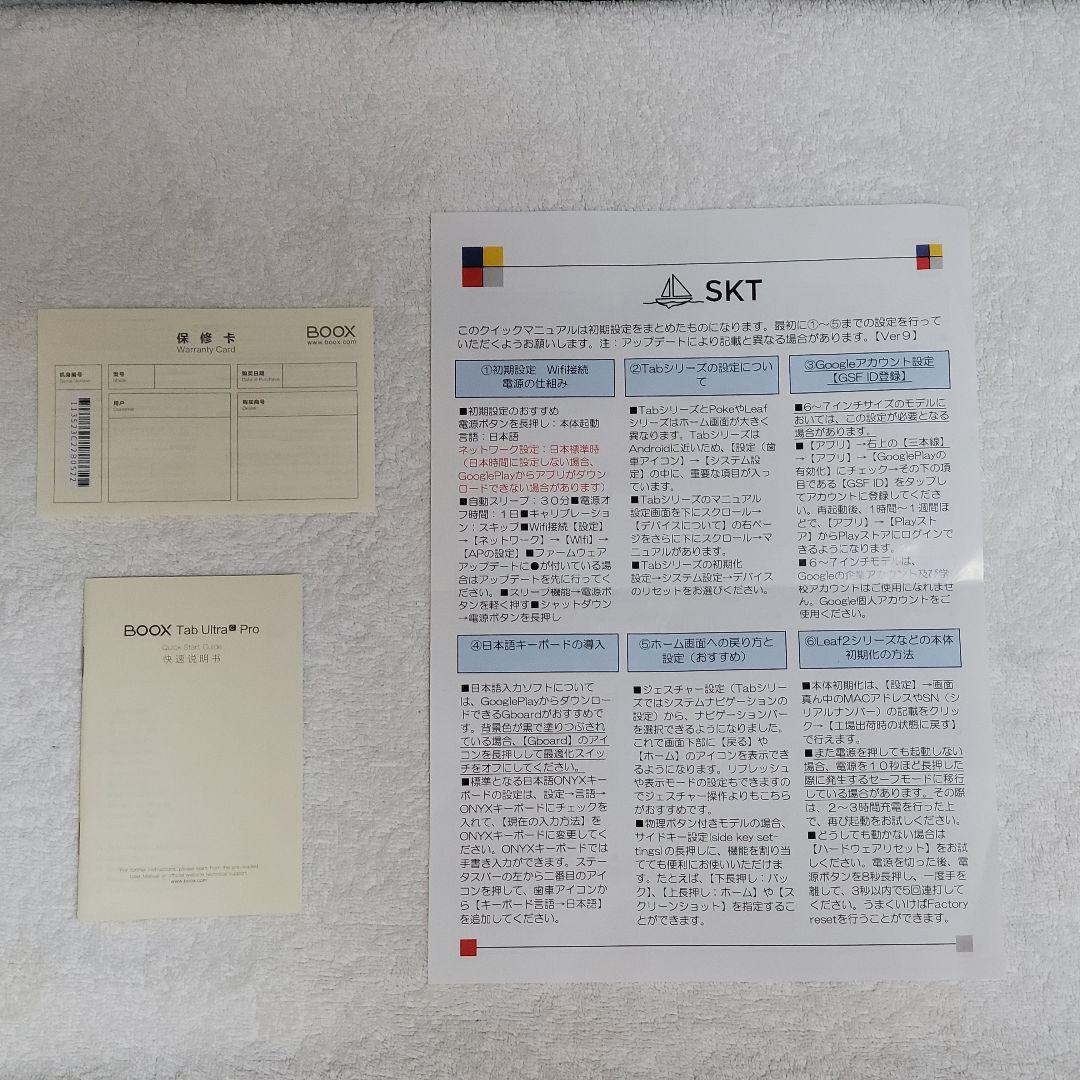 保修卡
Warranty Card
BOOX
www.boox.com
机身编号
Serial Number
型号
Model
购买日期
Date of Purchase
用户
Customer
购买商号
Dealer
BOOX Tab Ultra C Pro
Quick Start Guide
快速说明书
For further instructions, please learn from the pre-loaded
User Manual or official website technical support.
www.boox.com
SKT
このクイックマニュアルは初期設定をまとめたものになります。最初に①～⑤までの設定を行って
いただくようお願いします。注：アップデートにより記載と異なる場合があります。【Ver９】
①初期設定　Wifi接続
電源の仕組み
■初期設定のおすすめ
電源ボタンを長押し：本体起動
言語：日本語
ネットワーク設定：日本標準時
（日本時間に設定しない場合、
GooglePlayからアプリがダウン
ロードできない場合があります）
■自動スリープ：３０分■電源オ
フ時間：１日■キャリブレーショ
ン；スキップ■Wifi接続【設定】
→【ネットワーク】→【Wifi】→
【APの設定】■ファームウェア
アップデートに●が付いている場
合はアップデートを先に行ってく
ださい。■スリープ機能→電源ボ
タンを軽く押す■シャットダウン
→電源ボタンを長押し
②Tabシリーズの設定につい
て
■TabシリーズとPokeやLeaf
シリーズはホーム画面が大きく
異なります。Tabシリーズは
Androidに近いため、【設定（歯
車アイコン）→【システム設
定】の中に、重要な項目が入っ
ています。
■Tabシリーズのマニュアル
設定画面を下にスクロール→
【デバイスについて】の右ペー
ジをさらに下にスクロール→マ
ニュアルがあります。
■Tabシリーズの初期化
設定→システム設定→デバイス
のリセットをお選びください。
③Googleアカウント設定
【GSF ID登録】
■６～７インチサイズのモデルに
おいては、この設定が必要となる
場合があります。
■【アプリ】→右上の【三本線】
→【アプリ】→【GooglePlayの
有効化】にチェック→その下の項
目である【GSF ID】をタップし
てアカウントに登録してくださ
い。再起動後、1時間～１週間ほ
どで、【アプリ】→【Playスト
ア】からPlayストアにログインで
きるようになります。
■６～７インチモデルは、
Googleの企業アカウント及び学
校アカウントはご使用になれませ
ん。Google個人アカウントをご
使用ください。
④日本語キーボードの導入
■日本語入力ソフトについて
は、GooglePlayからダウンロー
ドできるGboardがおすすめで
す。背景色が黒で塗りつぶされ
ている場合、【Gboard】のアイ
コンを長押しして最適化スイッ
チをオフにしてください。
■標準となる日本語ONYXキー
ボードの設定は、設定→言語→
ONYXキーボードにチェックを
入れて、【現在の入力方法】を
ONYXキーボードに変更してく
ださい。ONYXキーボードでは
手書き入力ができます。ステー
タスバーの左から二番目のアイ
コンを押して、歯車アイコンか
ら【キーボード言語→日本語】
を追加してください。
⑤ホーム画面への戻り方と
設定（おすすめ）
■ジェスチャー設定（Tabシリー
ズではシステムナビゲーションの
設定）から、ナビゲーションバー
を選択できるようになりました。
これで画面下部に【戻る】や
【ホーム】のアイコンを表示でき
るようになります。リフレッシュ
や表示モードの設定もできますの
でジェスチャー操作よりもこちら
がおすすめです。
■物理ボタン付きモデルの場合、
サイドキー設定(side key set-
tings)の長押しに、機能を割り当
てても便利にお使いいただけま
す。たとえば、【下長押し；バッ
ク】、【上長押し；ホーム】や【ス
クリーンショット】を指定するこ
とができます。
⑥Leaf2シリーズなどの本体
初期化の方法
■本体初期化は、【設定】→画面
真ん中のMACアドレスやSN（シ
リアルナンバー）の記載をクリッ
ク→【工場出荷時の状態に戻す】
で行えます。
■また電源を押しても起動しない
場合、電源を１０秒ほど長押しした
際に発生するセーフモードに移行
している場合があります。その際
は、２～３時間充電を行った上
で、再び起動をお試しください。
■どうしても動かない場合は
【ハードウェアリセット】をお試
しください。電源を切った後、電
源ボタンを8秒長押し、一度手を
離して、3秒以内で5回連打して
ください。うまくいけばFactory
resetを行うことができます。